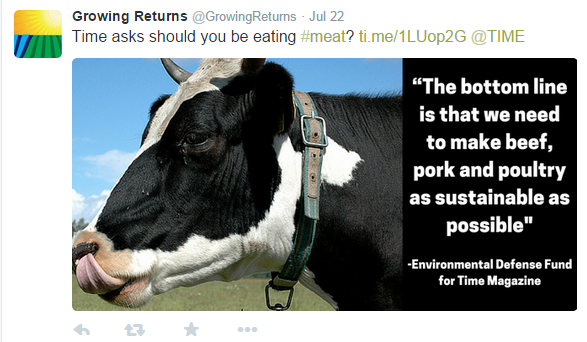 Growing Returns @GrowingReturns · Jul 22
Time asks should you be eating #meat? ti.me/1LUop2G @TIME
“The bottom line
is that we need
to make beef,
pork and poultry
as sustainable as
possible"
-Environmental Defense Fund
for Time Magazine